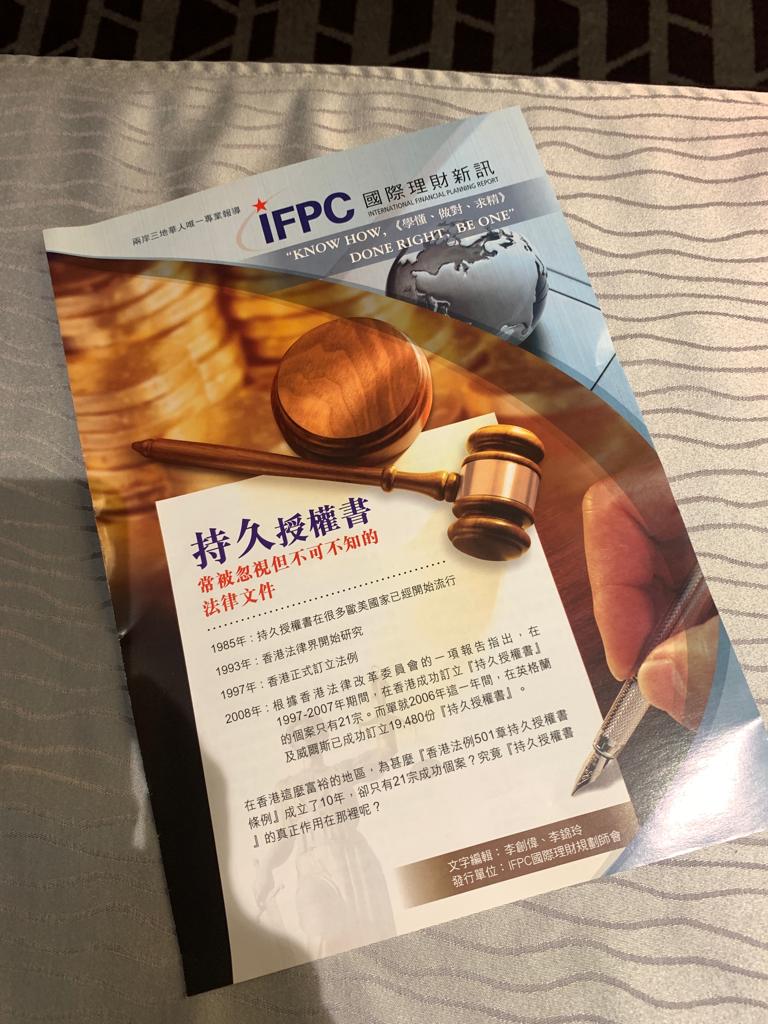 兩岸三地華人唯一專業報導
iFPC 國際理財新訊
INTERNATIONAL FINANCIAL PLANNING REPORT
"KNOW HOW,《學懂、做對、求精》
DONE RIGHT, BE ONE"
持久授權書
常被忽視但不可不知的
法律文件
1985年：持久授權書在很多歐美國家已經開始流行
1993年：香港法律界開始研究
1997年：香港正式訂立法例
2008年：根據香港法律改革委員會的一項報告指出，在
1997-2007年期間，在香港成功訂立『持久授權書』
的個案只有21宗。而單就2006年這一年間，在英格蘭
及威爾斯已成功訂立19,480份『持久授權書』。
在香港這麼富裕的地區，為甚麼『香港法例501章持久授權書
條例』成立了10年，卻只有21宗成功個案？究竟『持久授權書
』的真正作用在那裡呢？
文字編輯：李創偉、李錦玲
發行單位：IFPC國際理財規劃師會